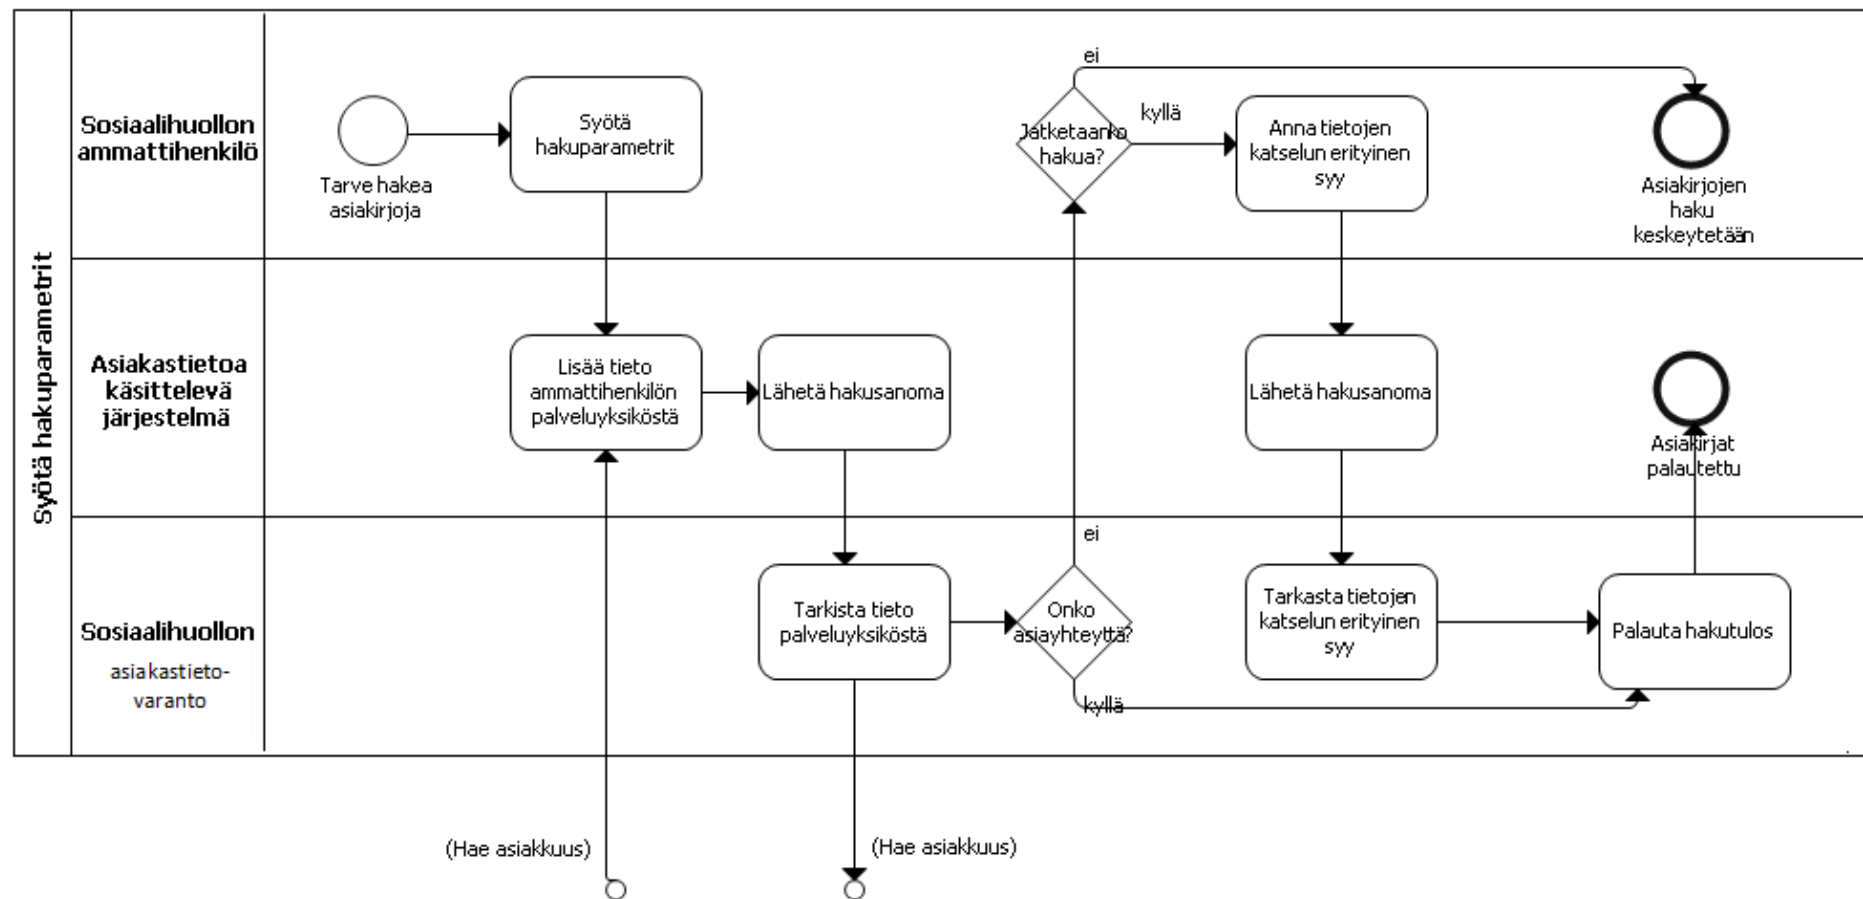 Syötä hakuparametrit
Sosiaalihuollon
ammattihenkilö
Tarve hakea
asiakirjoja
Syötä
hakuparametrit
ei
Jatketaanko
hakua?
kyllä
Anna tietojen
katselun erityinen
syy
Asiakirjojen
haku
keskeytetään
Asiakastietoa
käsittelevä
järjestelmä
Lisää tieto
ammattihenkilön
palveluyksiköstä
Lähetä hakusanoma
Lähetä hakusanoma
Asiakirjat
palautettu
Sosiaalihuollon
asiakastieto-
varanto
Tarkista tieto
palveluyksiköstä
ei
Onko
asiayhteyttä?
kyllä
Tarkasta tietojen
katselun erityinen
syy
Palauta hakutulos
(Hae asiakkuus)
(Hae asiakkuus)